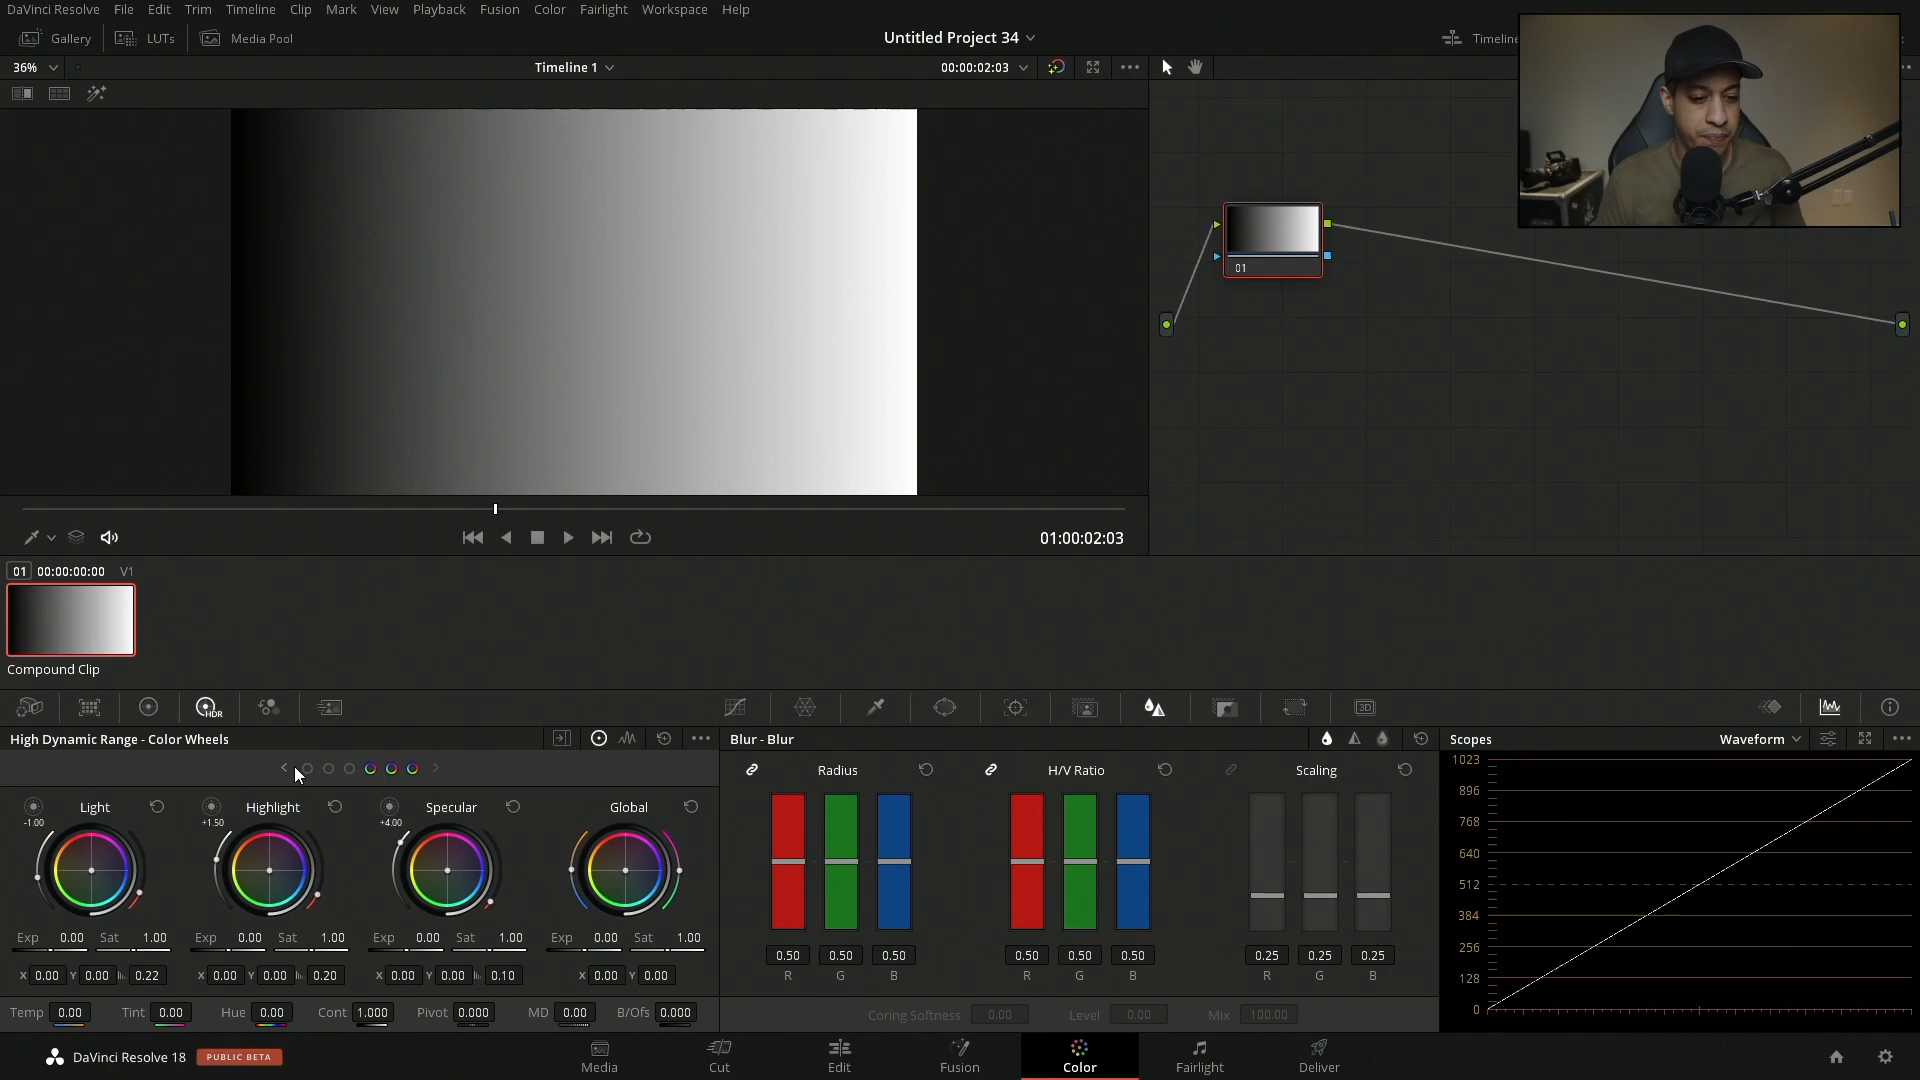 DaVinci Resolve File Edit Trim Timeline Clip Mark View Playback Fusion Color Fairlight Workspace Help
Gallery LUTs Media Pool Untitled Project 34 Timeline
36% Timeline 1 00:00:02:03
01
01:00:02:03
01 00:00:00:00 V1
Compound Clip
HDR 3D
High Dynamic Range - Color Wheels
Light Highlight Specular Global
-1.00 +1.50 +4.00
Exp 0.00 Sat 1.00 Exp 0.00 Sat 1.00 Exp 0.00 Sat 1.00 Exp 0.00 Sat 1.00
X 0.00 Y 0.00 0.22 X 0.00 Y 0.00 0.20 X 0.00 Y 0.00 0.10 X 0.00 Y 0.00
Temp 0.00 Tint 0.00 Hue 0.00 Cont 1.000 Pivot 0.000 MD 0.00 B/Ofs 0.000
Blur - Blur
Radius H/V Ratio Scaling
0.50 0.50 0.50 0.50 0.50 0.50 0.25 0.25 0.25
R G B R G B R G B
Coring Softness 0.00 Level 0.00 Mix 100.00
Scopes Waveform
1023
896
768
640
512
384
256
128
0
DaVinci Resolve 18 PUBLIC BETA
Media Cut Edit Fusion Color Fairlight Deliver